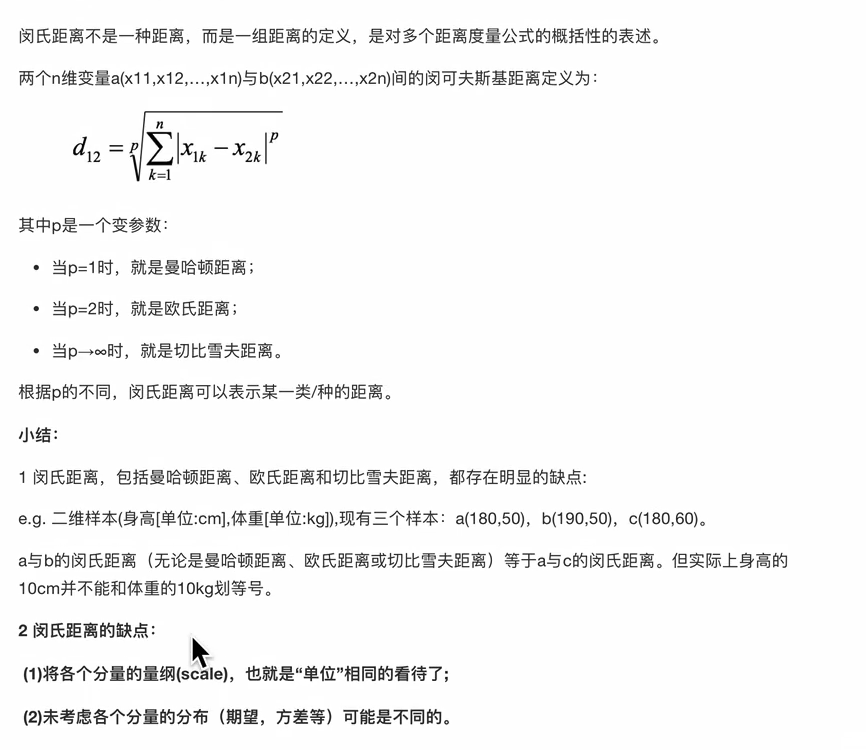 闵氏距离不是一种距离，而是一组距离的定义，是对多个距离度量公式的概括性的表述。
两个n维变量a(x11,x12,…,x1n)与b(x21,x22,…,x2n)间的闵可夫斯基距离定义为：
d_{12} = \sqrt[p]{\sum_{k=1}^{n} |x_{1k} - x_{2k}|^p}
其中p是一个变参数：
• 当p=1时，就是曼哈顿距离；
• 当p=2时，就是欧氏距离；
• 当p→∞时，就是切比雪夫距离。
根据p的不同，闵氏距离可以表示某一类/种的距离。
小结：
1 闵氏距离，包括曼哈顿距离、欧氏距离和切比雪夫距离，都存在明显的缺点:
e.g. 二维样本(身高[单位:cm],体重[单位:kg]),现有三个样本：a(180,50)，b(190,50)，c(180,60)。
a与b的闵氏距离（无论是曼哈顿距离、欧氏距离或切比雪夫距离）等于a与c的闵氏距离。但实际上身高的
10cm并不能和体重的10kg划等号。
2 闵氏距离的缺点：
(1)将各个分量的量纲(scale)，也就是“单位”相同的看待了;
(2)未考虑各个分量的分布（期望，方差等）可能是不同的。